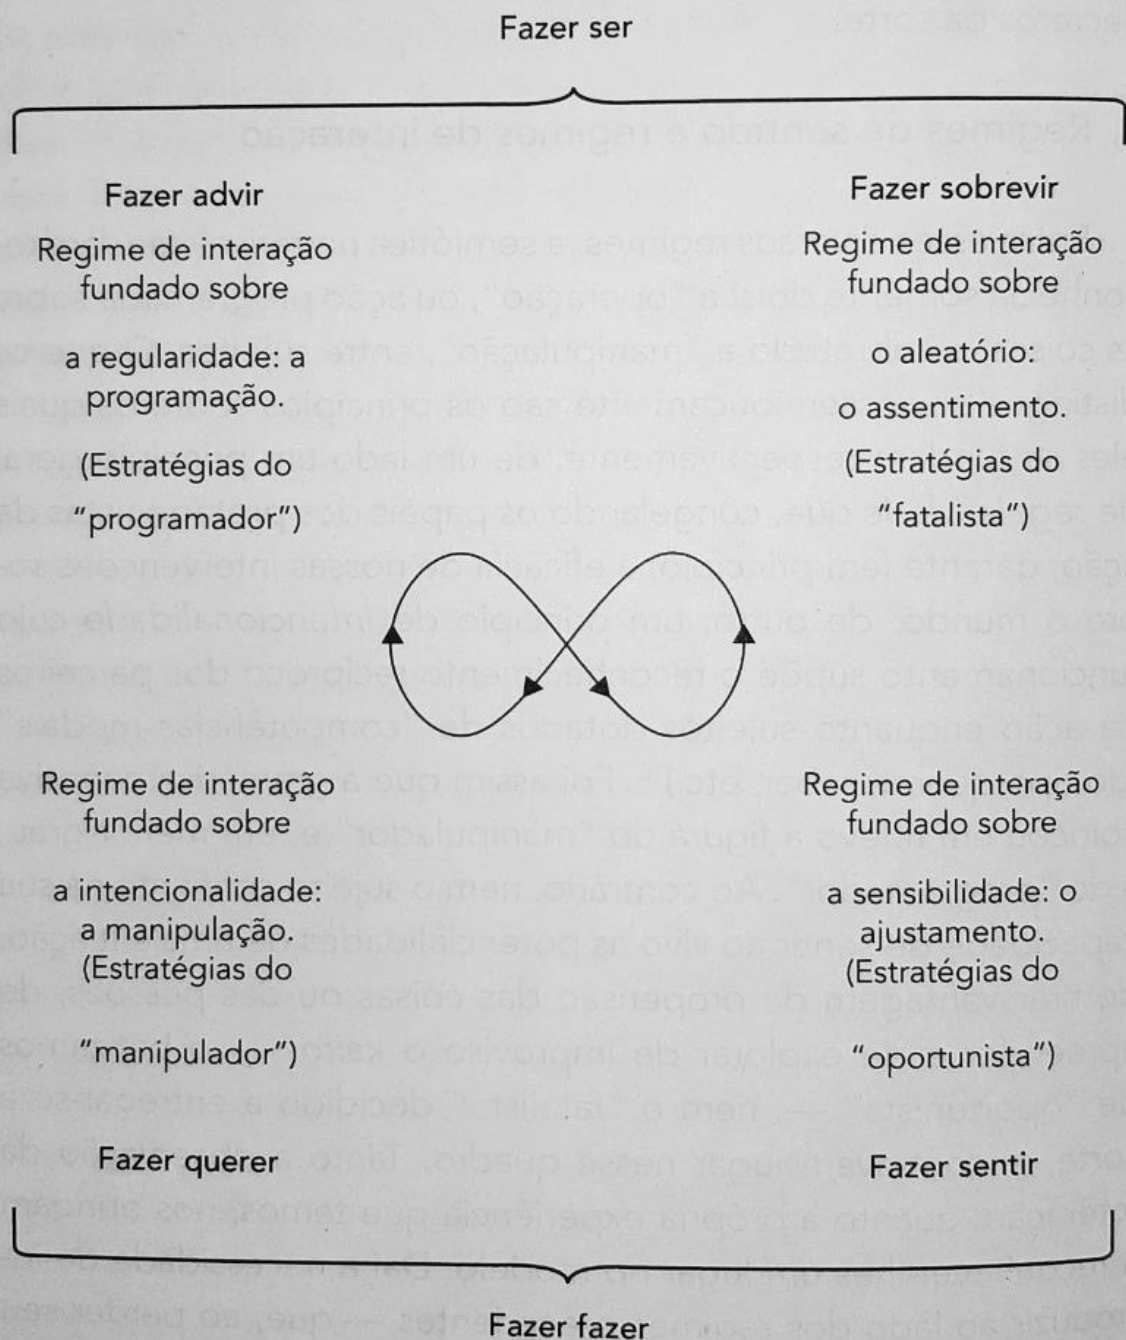 Fazer ser
Fazer advir
Regime de interação
fundado sobre
a regularidade: a
programação.
(Estratégias do
“programador”)
Fazer sobrevir
Regime de interação
fundado sobre
o aleatório:
o assentimento.
(Estratégias do
“fatalista”)
Regime de interação
fundado sobre
a intencionalidade:
a manipulação.
(Estratégias do
“manipulador”)
Fazer querer
Regime de interação
fundado sobre
a sensibilidade: o
ajustamento.
(Estratégias do
“oportunista”)
Fazer sentir
Fazer fazer